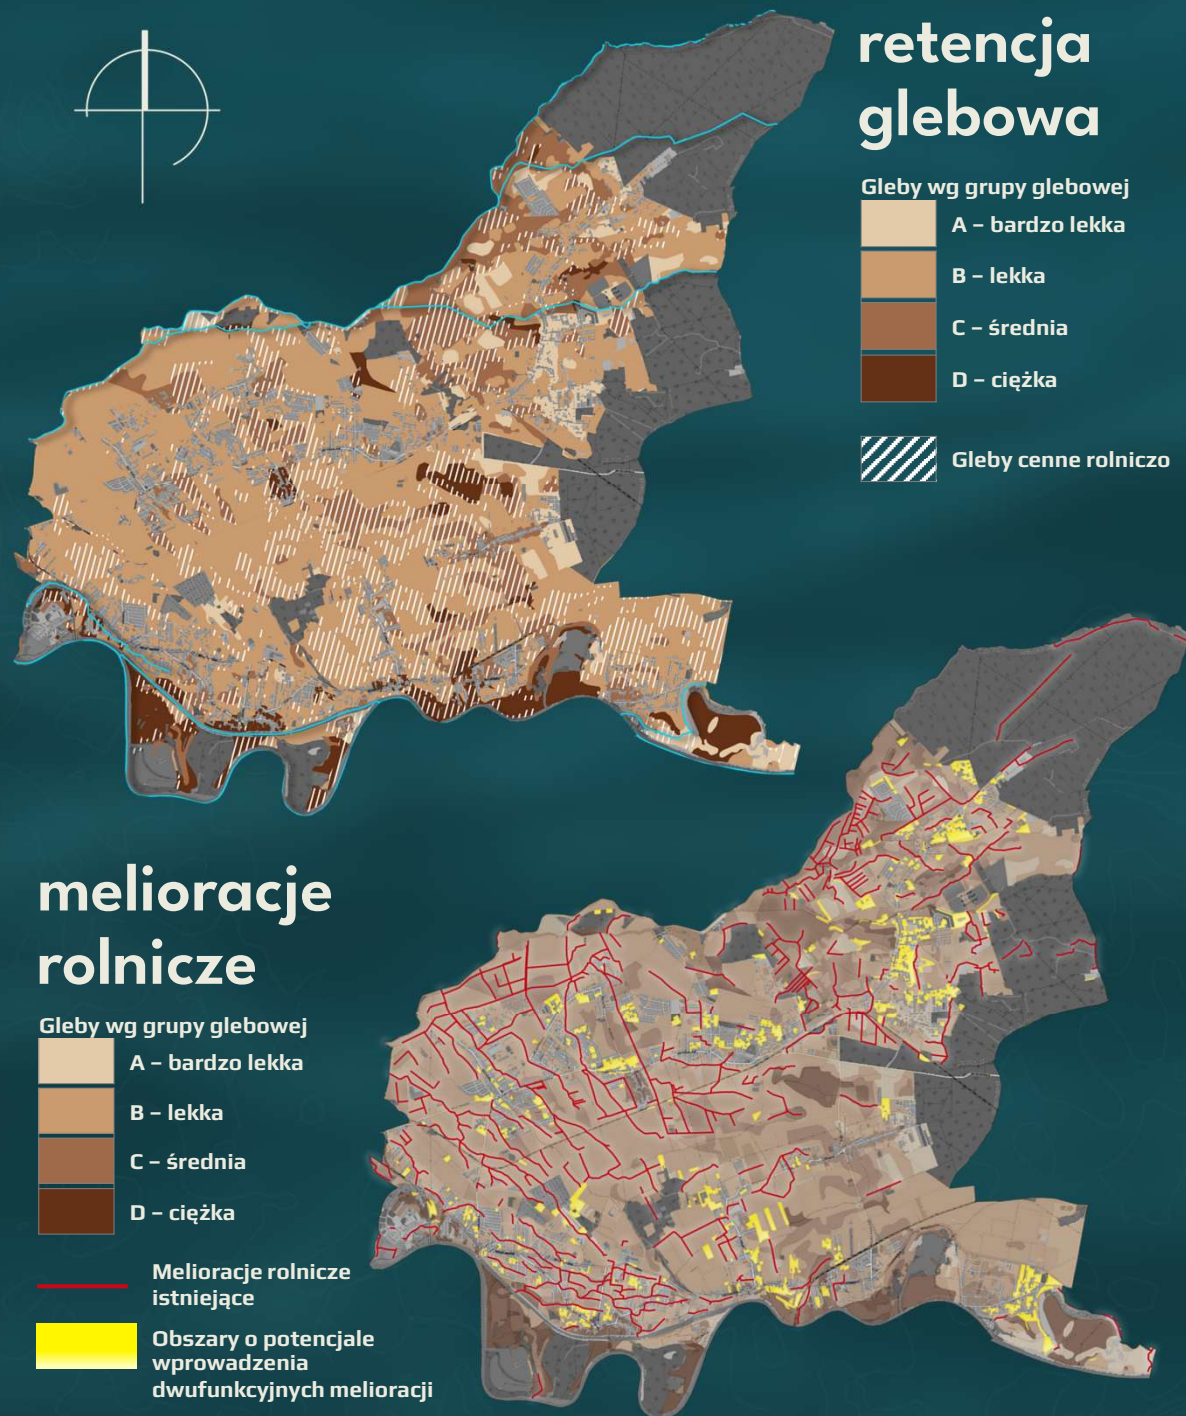 retencja
glebowa
Gleby wg grupy glebowej
A – bardzo lekka
B – lekka
C – średnia
D – ciężka
Gleby cenne rolniczo
melioracje
rolnicze
Gleby wg grupy glebowej
A – bardzo lekka
B – lekka
C – średnia
D – ciężka
Melioracje rolnicze
istniejące
Obszary o potencjale
wprowadzenia
dwufunkcyjnych melioracji